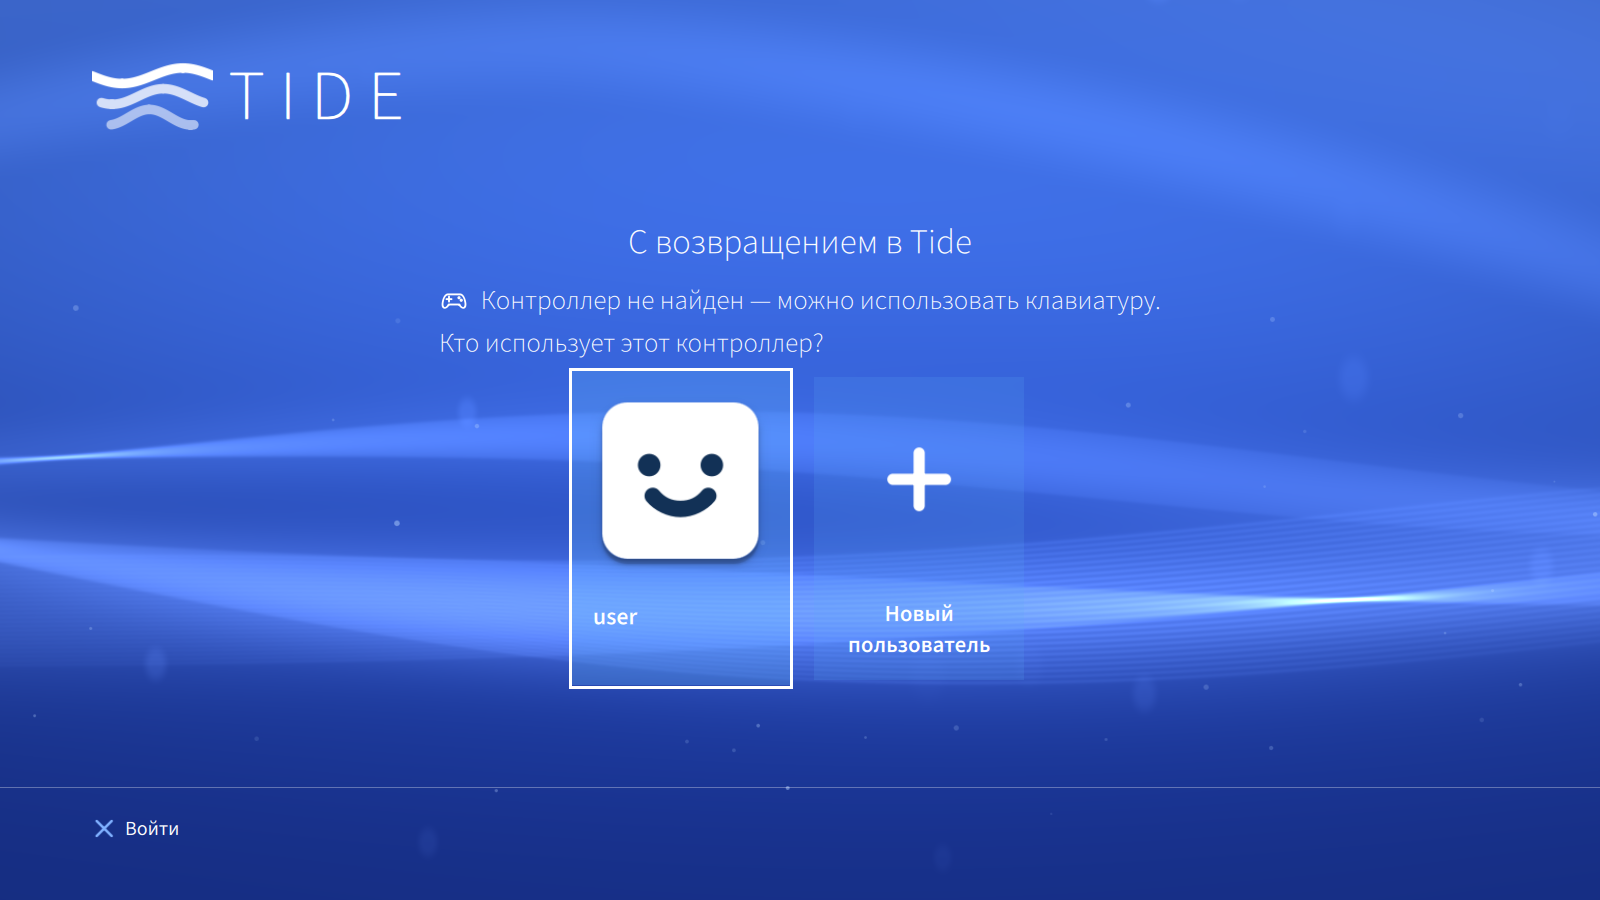 TIDE
С возвращением в Tide
Контроллер не найден — можно использовать клавиатуру.
Кто использует этот контроллер?
user
Новый
пользователь
Войти